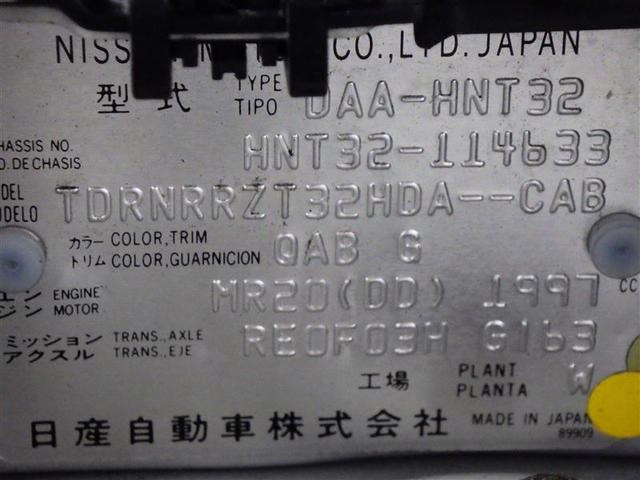 NISS CO.,LTD. JAPAN
型式 TYPE TIPO DAA-HNT32
CHASSIS NO. O.DE CHASIS HNT32-114633
DEL MODELO TDRNRRZT32HDA--CAB
カラー COLOR,TRIM
トリム COLOR,GUARNICION QAB G
エンジン ENGINE MOTOR MR20(DD) 1997 CC
ミッション TRANS.,AXLE
アクスル TRANS.,EJE RE0F03H G163
工場 PLANT PLANTA W
日産自動車株式会社 MADE IN JAPAN
89909